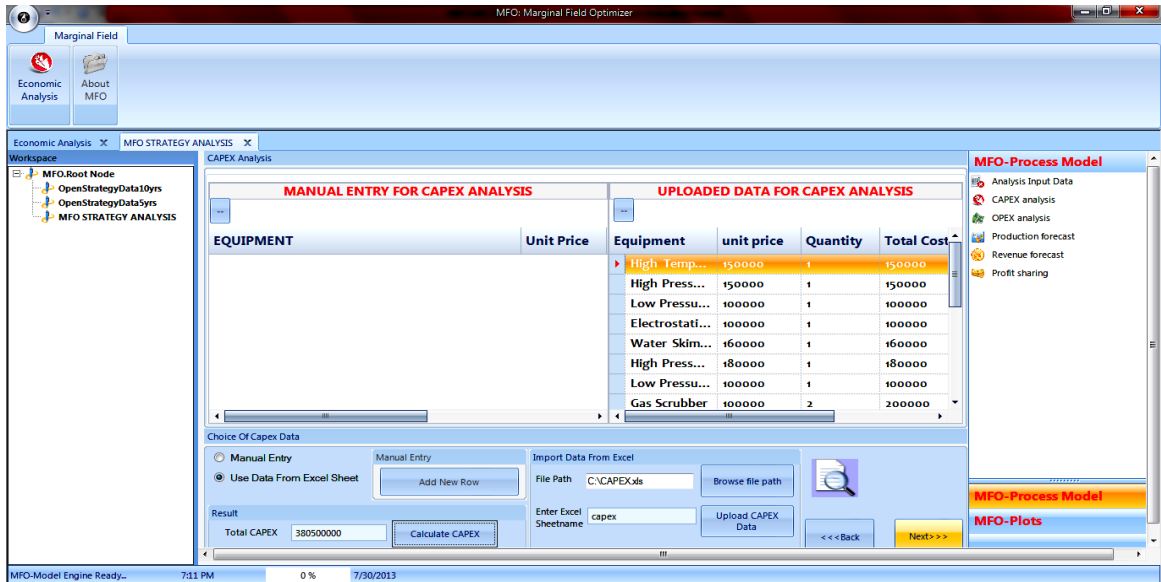 MFO: Marginal Field Optimizer
Marginal Field
Economic Analysis
About MFO
Economic Analysis X
MFO STRATEGY ANALYSIS X
Workspace
MFO.Root Node
OpenStrategyData10yrs
OpenStrategyData5yrs
MFO STRATEGY ANALYSIS
CAPEX Analysis
MANUAL ENTRY FOR CAPEX ANALYSIS
--
EQUIPMENT Unit Price
UPLOADED DATA FOR CAPEX ANALYSIS
--
Equipment unit price Quantity Total Cost
High Temp... 150000 1 150000
High Press... 150000 1 150000
Low Pressu... 100000 1 100000
Electrostati... 100000 1 100000
Water Skim... 160000 1 160000
High Press... 180000 1 180000
Low Pressu... 100000 1 100000
Gas Scrubber 100000 2 200000
Choice Of Capex Data
Manual Entry
Use Data From Excel Sheet
Manual Entry
Add New Row
Result
Total CAPEX 380500000 Calculate CAPEX
Import Data From Excel
File Path C:\CAPEX.xls Browse file path
Enter Excel Sheetname capex Upload CAPEX Data
<<<Back Next>>>
MFO-Process Model
Analysis Input Data
CAPEX analysis
OPEX analysis
Production forecast
Revenue forecast
Profit sharing
MFO-Process Model
MFO-Plots
MFO-Model Engine Ready... 7:11 PM 0 % 7/30/2013